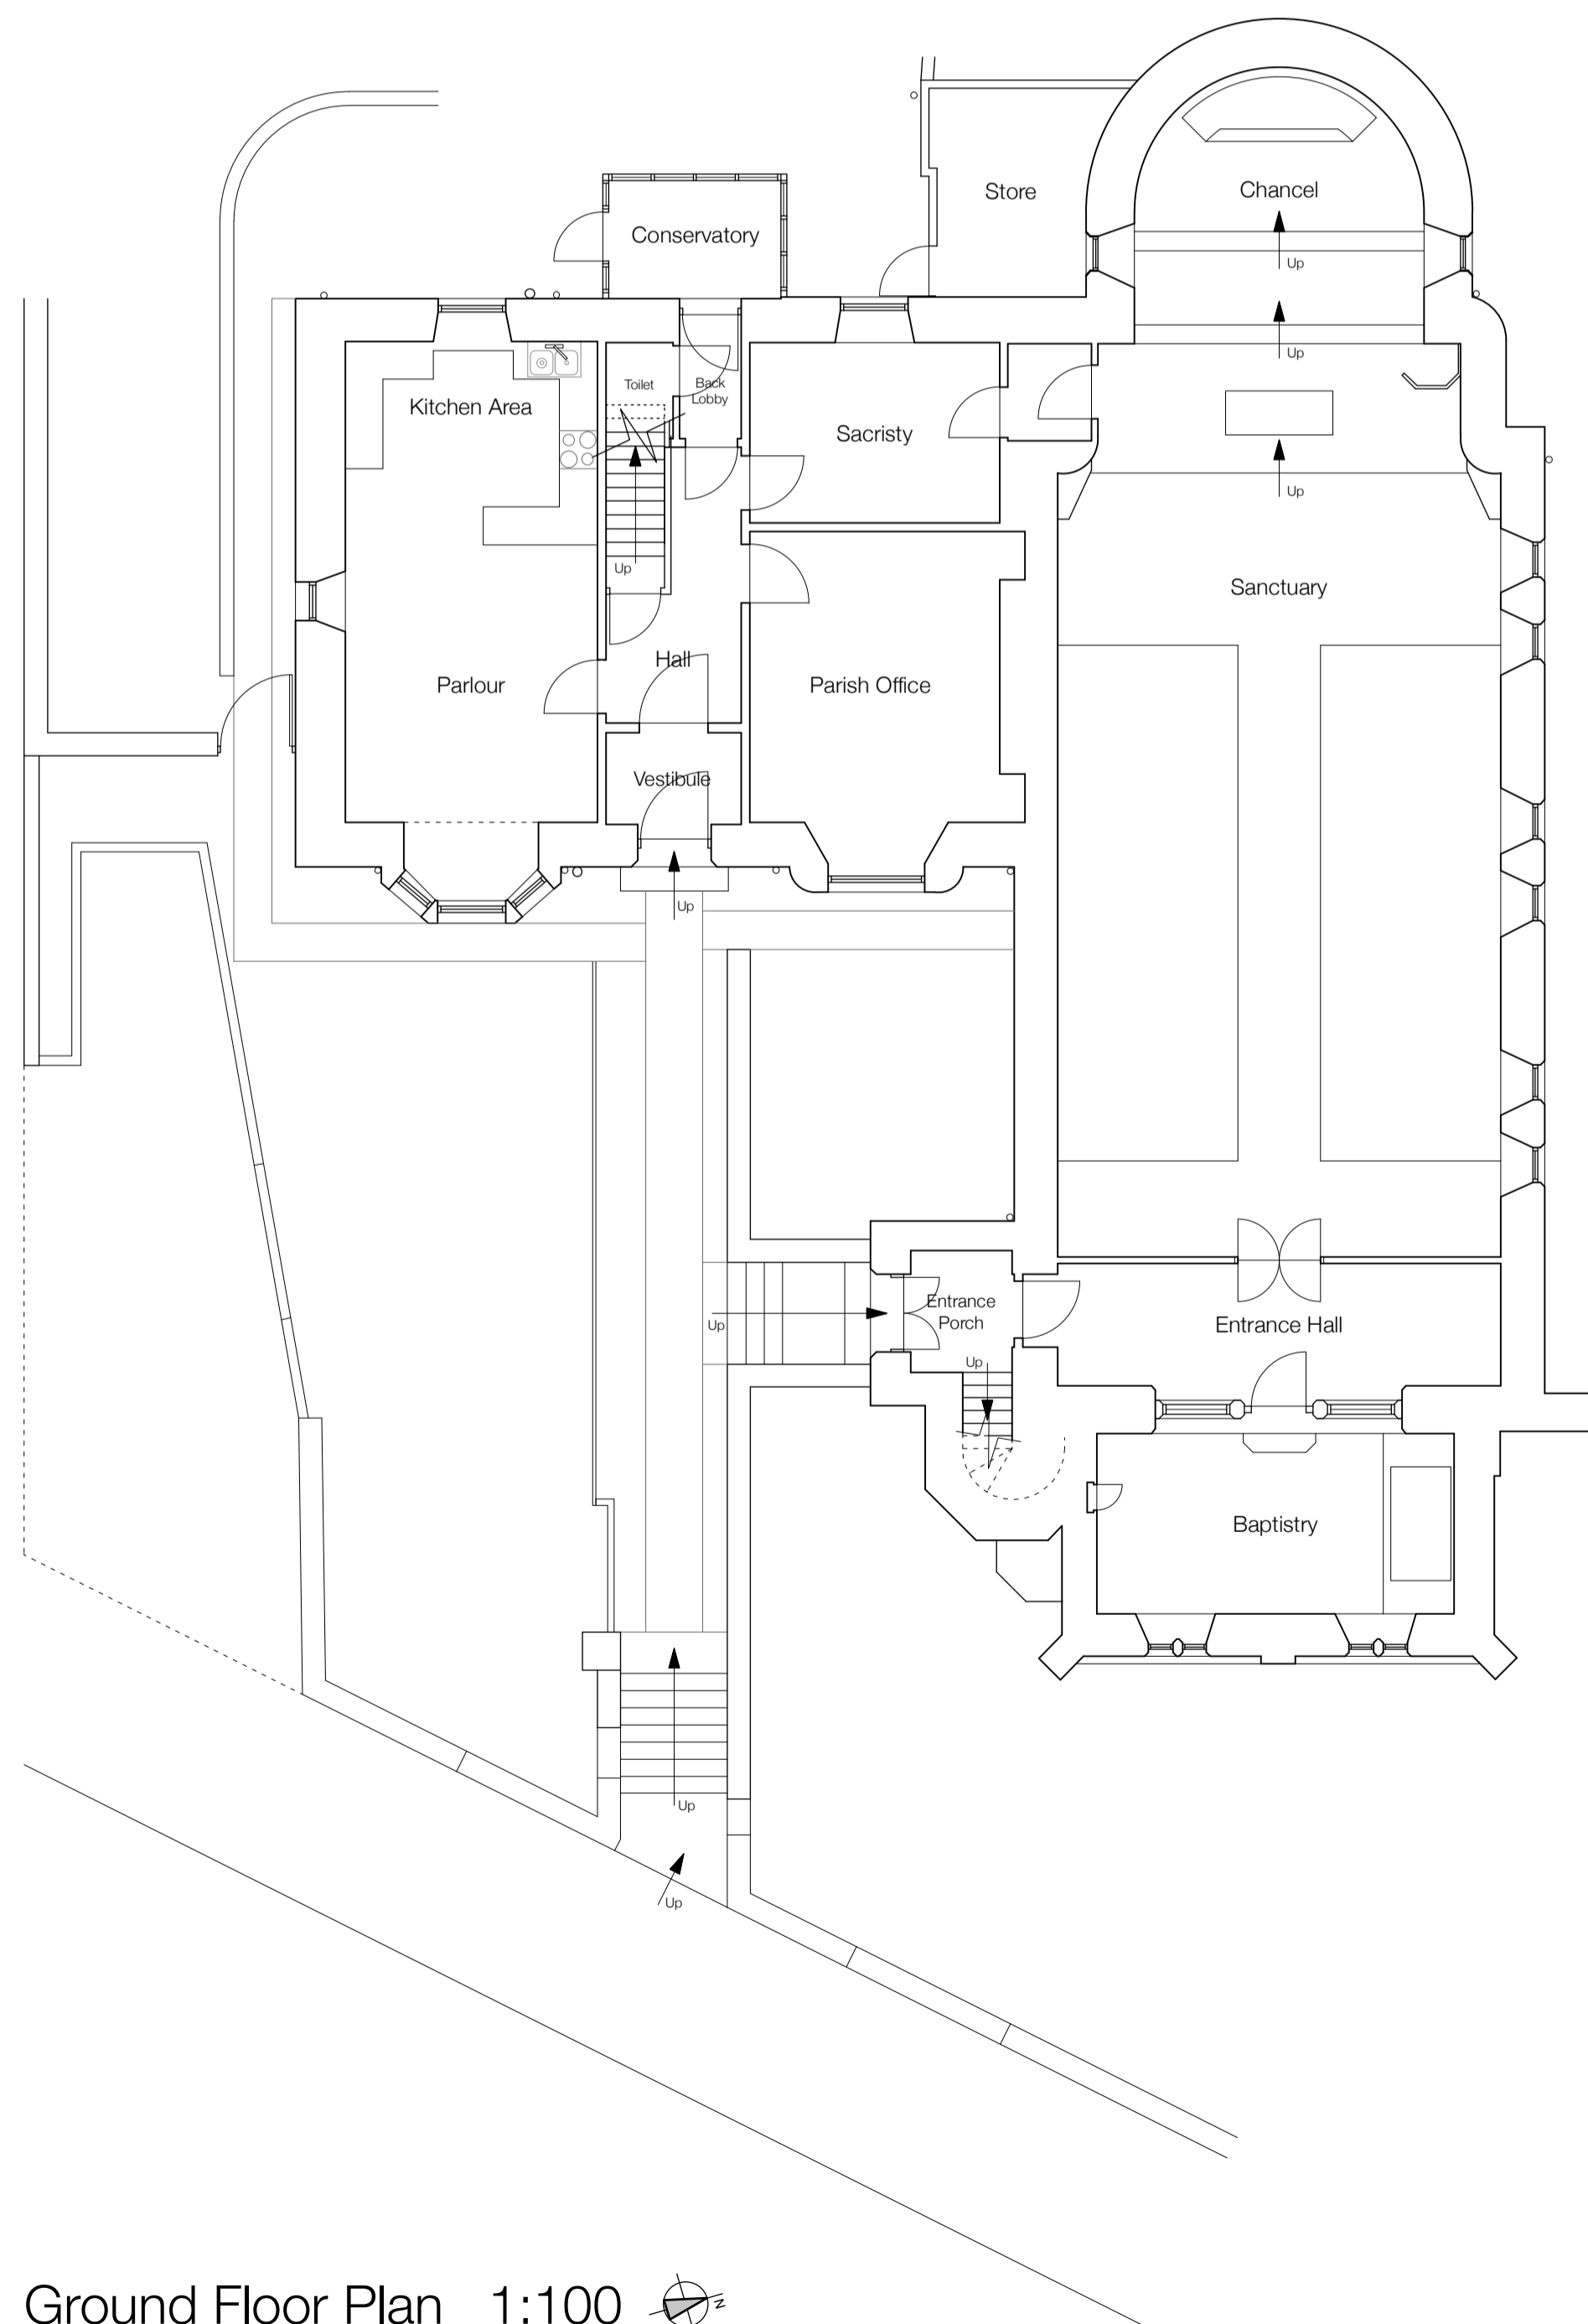 Store
Chancel
Conservatory
Up
Up
Toilet
Back
Lobby
Kitchen Area
Sacristy
Up
Up
Sanctuary
Hall
Parlour
Parish Office
Vestibule
Up
Entrance
Porch
Up
Entrance Hall
Up
Baptistry
Up
Up
Ground Floor Plan 1:100
N